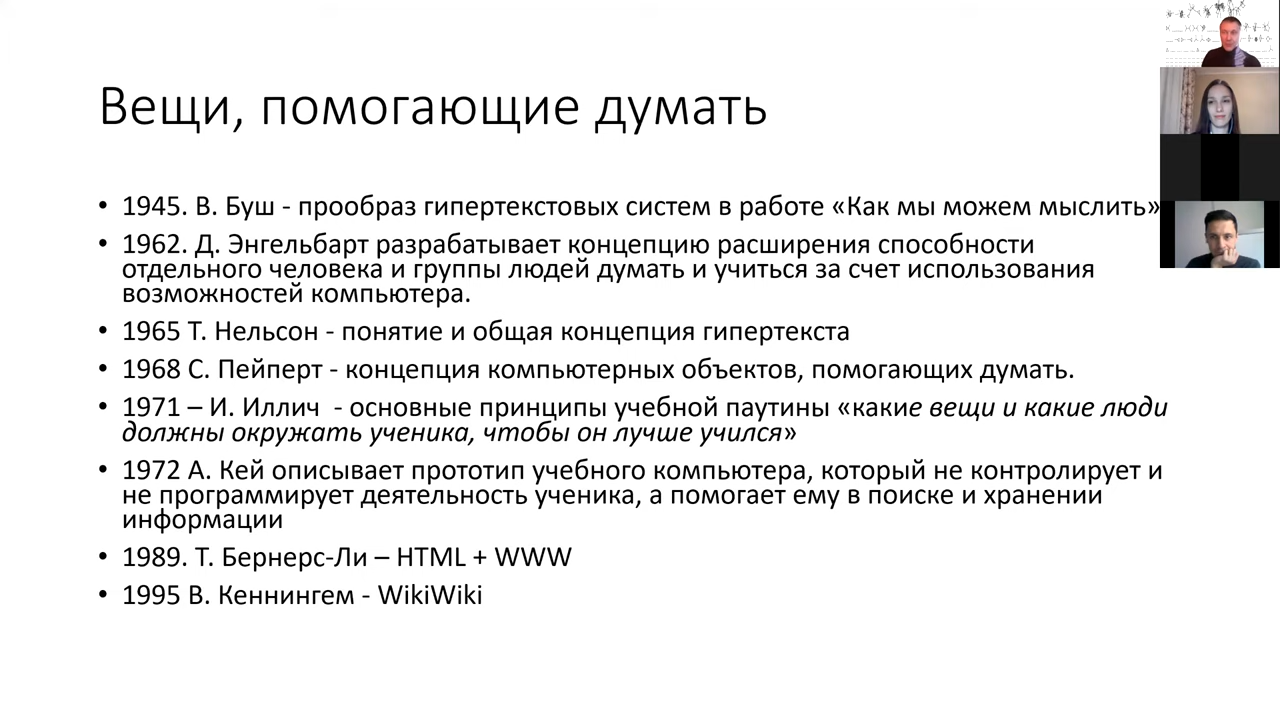 Вещи, помогающие думать
• 1945. В. Буш - прообраз гипертекстовых систем в работе «Как мы можем мыслить»
• 1962. Д. Энгельбарт разрабатывает концепцию расширения способности
отдельного человека и группы людей думать и учиться за счет использования
возможностей компьютера.
• 1965 Т. Нельсон - понятие и общая концепция гипертекста
• 1968 С. Пейперт - концепция компьютерных объектов, помогающих думать.
• 1971 – И. Иллич - основные принципы учебной паутины «какие вещи и какие люди
должны окружать ученика, чтобы он лучше учился»
• 1972 А. Кей описывает прототип учебного компьютера, который не контролирует и
не программирует деятельность ученика, а помогает ему в поиске и хранении
информации
• 1989. Т. Бернерс-Ли – HTML + WWW
• 1995 В. Кеннингем - WikiWiki